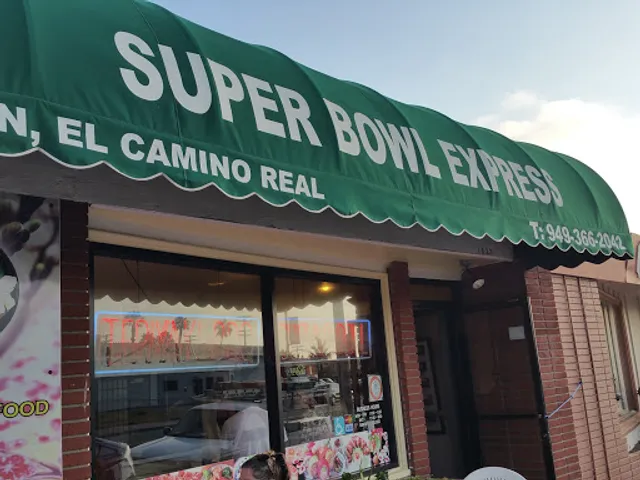 SUPER BOWL EXPRESS
N, EL CAMINO REAL
T: 949-366-2042
FOOD